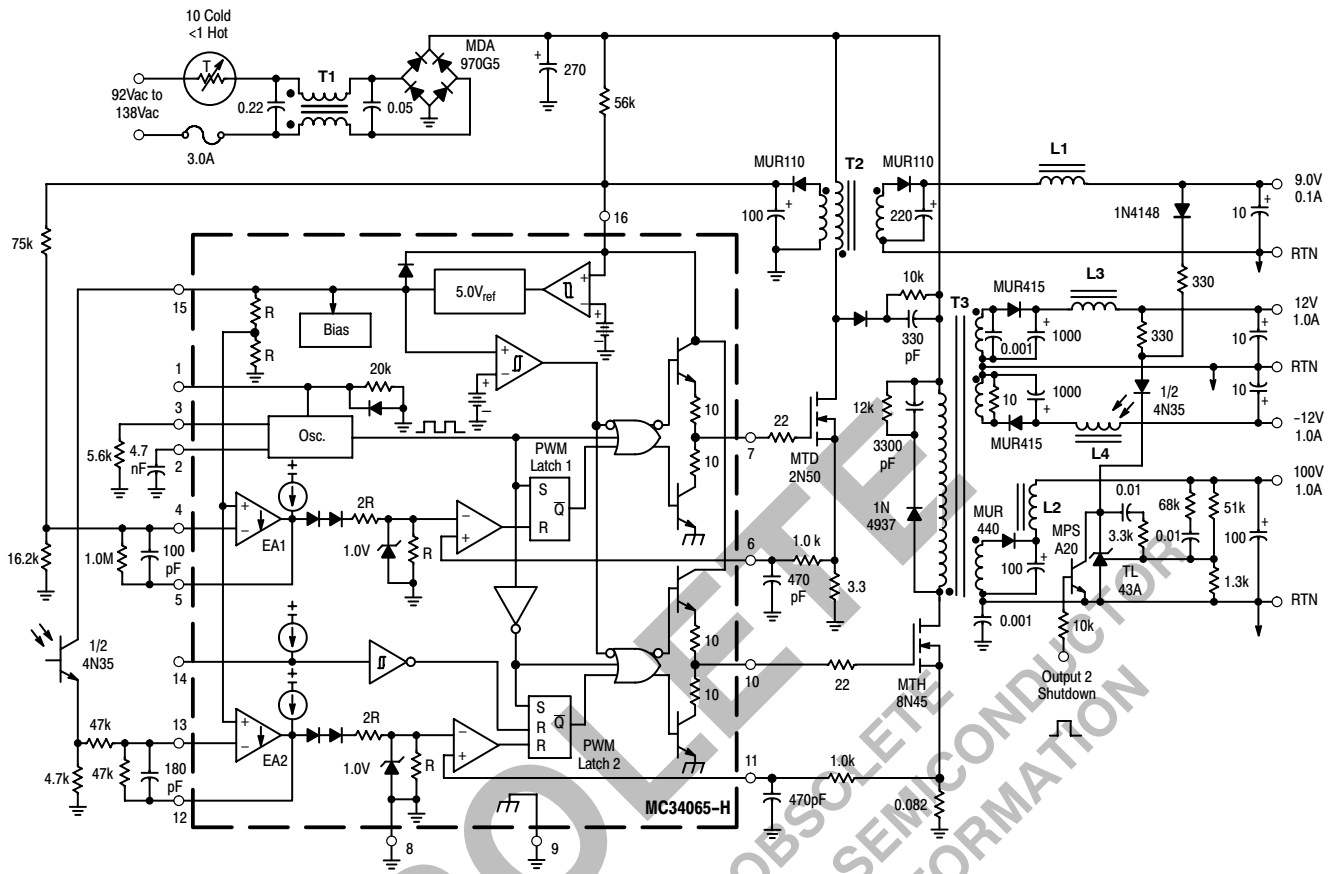 10 Cold
<1 Hot
T
92Vac to
138Vac
0.22
T1
0.05
MDA
970G5
3.0A
+
270
56k
MUR110
T2
MUR110
L1
9.0V
0.1A
100
+
220
+
1N4148
10
+
RTN
16
75k
15
R
R
Bias
5.0Vref
+
−
+
−
10k
330
pF
T3
MUR415
L3
330
12V
1.0A
0.001
+
1000
330
10
+
RTN
1
20k
+
−
+
−
3
Osc.
5.6k
4.7
nF
2
10
10
7
22
MTD
2N50
12k
3300
pF
10
1000
+
MUR415
L4
1/2
4N35
10
+
−12V
1.0A
PWM
Latch 1
S
Q
R
+
4
+
−
EA1
2R
1.0V
R
−
+
16.2k
1.0M
100
pF
5
6
1.0 k
470
pF
3.3
1N
4937
MUR
440
L2
100
+
MPS
A20
0.01
3.3k
68k
0.01
51k
100V
1.0A
100
+
TL
43A
1.3k
RTN
0.001
10k
Output 2
Shutdown
1/2
4N35
+
14
+
10
10
10
22
MTH
8N45
47k
13
+
−
EA2
2R
1.0V
R
−
+
S
R
R
Q
PWM
Latch 2
4.7k
47k
180
pF
12
11
1.0k
470pF
0.082
MC34065−H
8
9
OBSOLETE
OBSOLETE
SEMICONDUCTOR
FORMATION